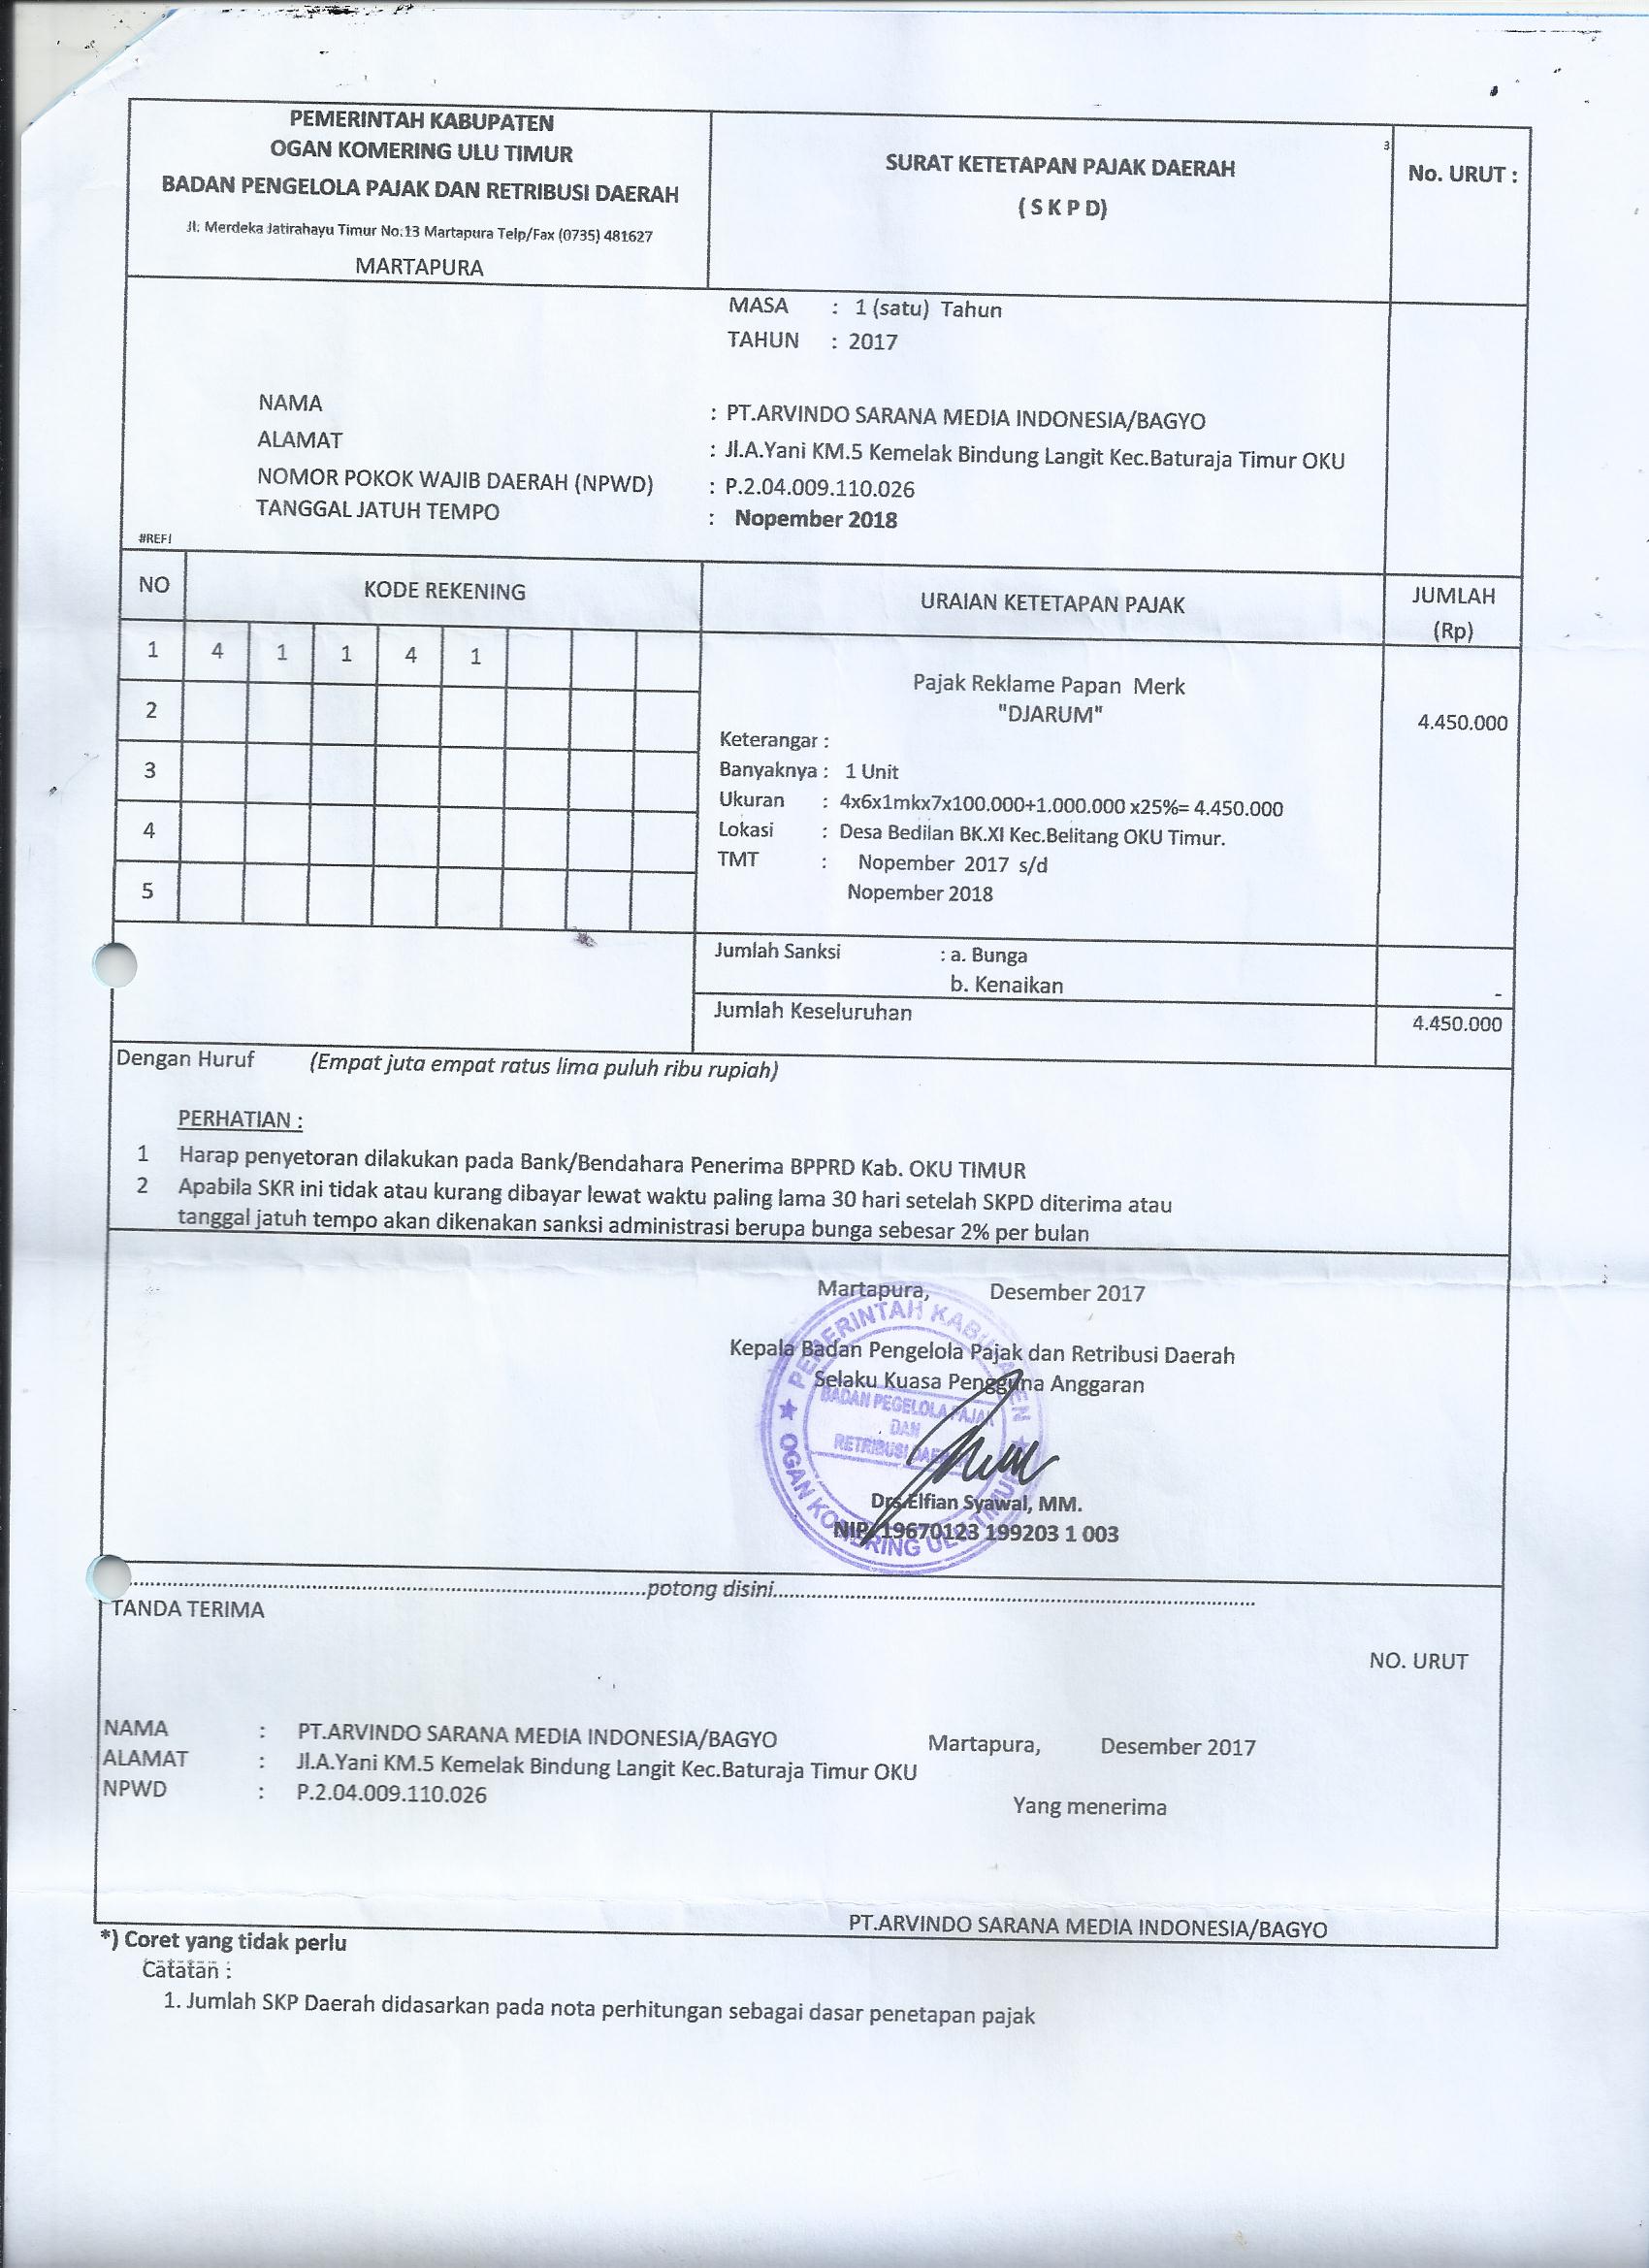 PEMERINTAH KABUPATEN
OGAN KOMERING ULU TIMUR
BADAN PENGELOLA PAJAK DAN RETRIBUSI DAERAH
Jl. Merdeka Jatirahayu Timur No.13 Martapura Telp/Fax (0735) 481627
MARTAPURA
SURAT KETETAPAN PAJAK DAERAH
( S K P D)
3
No. URUT :
MASA : 1 (satu) Tahun
TAHUN : 2017
NAMA : PT.ARVINDO SARANA MEDIA INDONESIA/BAGYO
ALAMAT : Jl.A.Yani KM.5 Kemelak Bindung Langit Kec.Baturaja Timur OKU
NOMOR POKOK WAJIB DAERAH (NPWD) : P.2.04.009.110.026
TANGGAL JATUH TEMPO : Nopember 2018
#REF!
NO KODE REKENING URAIAN KETETAPAN PAJAK JUMLAH
(Rp)
1 4 1 1 4 1
2
3
4
5
Pajak Reklame Papan Merk
"DJARUM" 4.450.000
Keterangar :
Banyaknya : 1 Unit
Ukuran : 4x6x1mkx7x100.000+1.000.000 x25%= 4.450.000
Lokasi : Desa Bedilan BK.XI Kec.Belitang OKU Timur.
TMT : Nopember 2017 s/d
Nopember 2018
Jumlah Sanksi : a. Bunga
b. Kenaikan -
Jumlah Keseluruhan 4.450.000
Dengan Huruf (Empat juta empat ratus lima puluh ribu rupiah)
PERHATIAN :
1 Harap penyetoran dilakukan pada Bank/Bendahara Penerima BPPRD Kab. OKU TIMUR
2 Apabila SKR ini tidak atau kurang dibayar lewat waktu paling lama 30 hari setelah SKPD diterima atau
tanggal jatuh tempo akan dikenakan sanksi administrasi berupa bunga sebesar 2% per bulan
Martapura, Desember 2017
Kepala Badan Pengelola Pajak dan Retribusi Daerah
Selaku Kuasa Pengguna Anggaran
PEMERINTAH KABUPATEN
BADAN PEGELOLA PAJAK
DAN
RETRIBUSI DAERAH
OGAN KOMERING ULU TIMUR
Drs.Elfian Syawal, MM.
NIP. 19670123 199203 1 003
potong disini
TANDA TERIMA
NO. URUT
NAMA : PT.ARVINDO SARANA MEDIA INDONESIA/BAGYO
ALAMAT : Jl.A.Yani KM.5 Kemelak Bindung Langit Kec.Baturaja Timur OKU
NPWD : P.2.04.009.110.026
Martapura, Desember 2017
Yang menerima
PT.ARVINDO SARANA MEDIA INDONESIA/BAGYO
*) Coret yang tidak perlu
Catatan :
1. Jumlah SKP Daerah didasarkan pada nota perhitungan sebagai dasar penetapan pajak